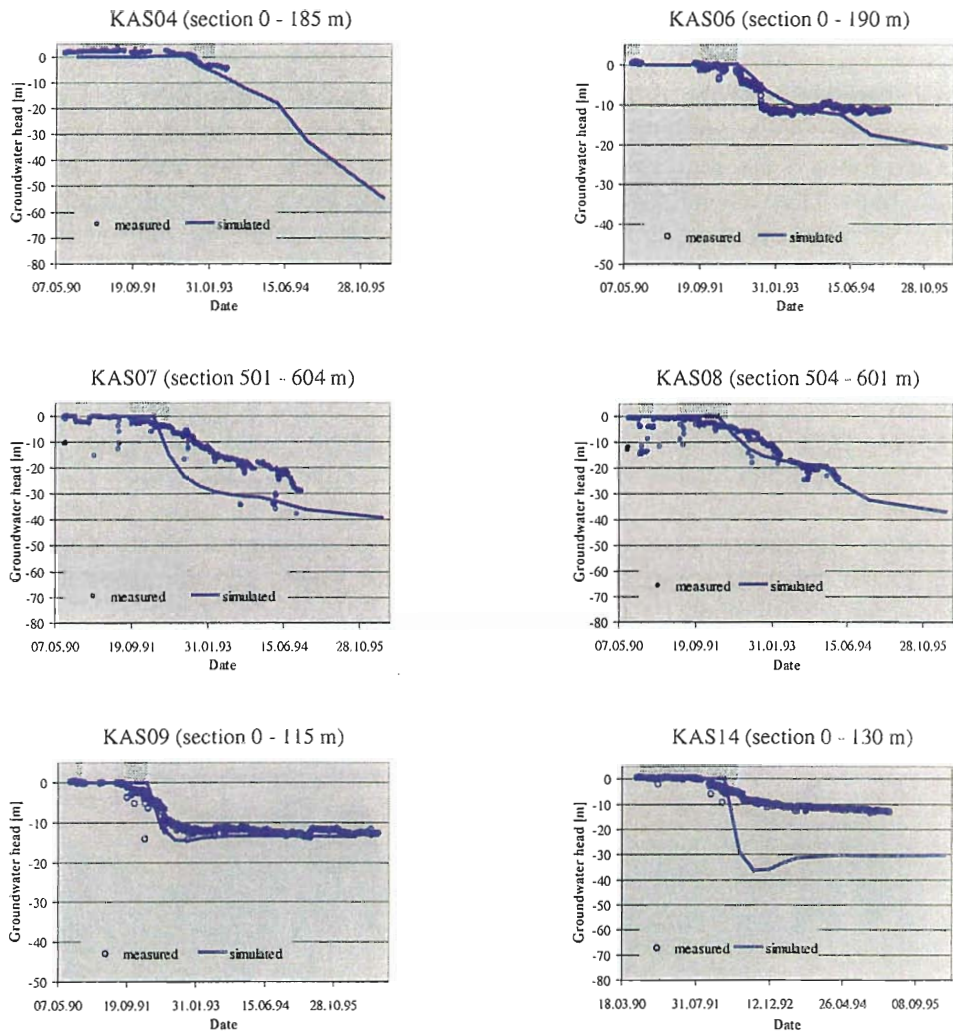 KAS04 (section 0 - 185 m)
Groundwater head [m]
0
-10
-20
-30
-40
-50
-60
-70
-80
measured
simulated
07.05.90 19.09.91 31.01.93 15.06.94 28.10.95
Date
KAS06 (section 0 - 190 m)
Groundwater head [m]
0
-10
-20
-30
-40
-50
measured
simulated
07.05.90 19.09.91 31.01.93 15.06.94 28.10.95
Date
KAS07 (section 501 - 604 m)
Groundwater head [m]
0
-10
-20
-30
-40
-50
-60
-70
-80
measured
simulated
07.05.90 19.09.91 31.01.93 15.06.94 28.10.95
Date
KAS08 (section 504 - 601 m)
Groundwater head [m]
0
-10
-20
-30
-40
-50
-60
-70
-80
measured
simulated
07.05.90 19.09.91 31.01.93 15.06.94 28.10.95
Date
KAS09 (section 0 - 115 m)
Groundwater head [m]
0
-10
-20
-30
-40
-50
measured
simulated
07.05.90 19.09.91 31.01.93 15.06.94 28.10.95
Date
KAS14 (section 0 - 130 m)
Groundwater head [m]
0
-10
-20
-30
-40
-50
-60
-70
-80
measured
simulated
18.03.90 31.07.91 12.12.92 26.04.94 08.09.95
Date